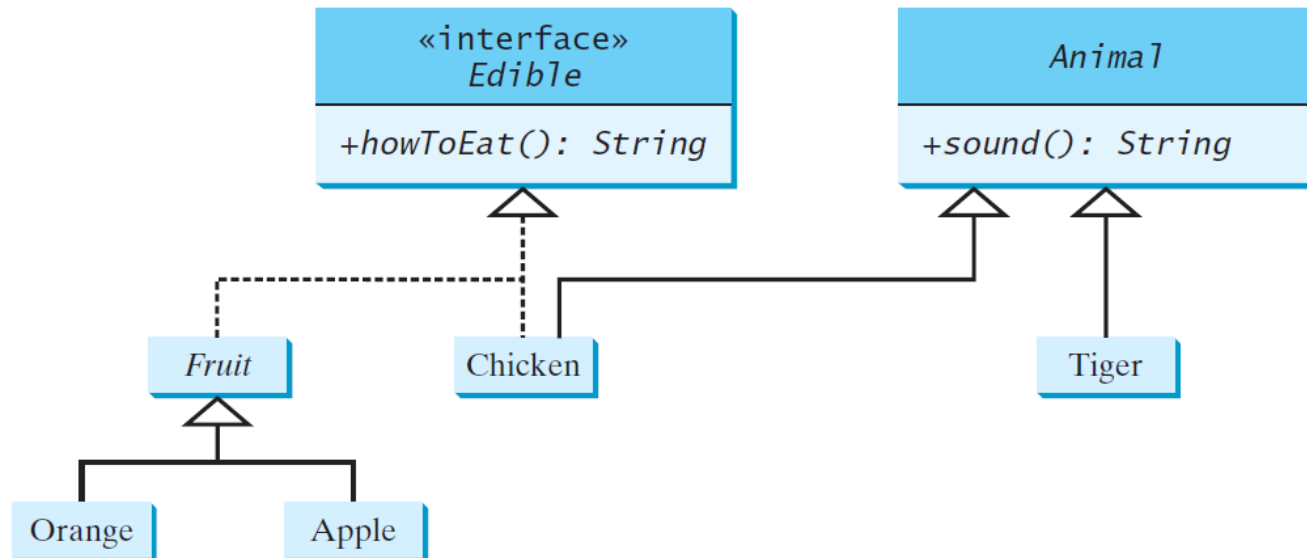 «interface»
Edible
+howToEat(): String
Animal
+sound(): String
Fruit
Chicken
Tiger
Orange
Apple